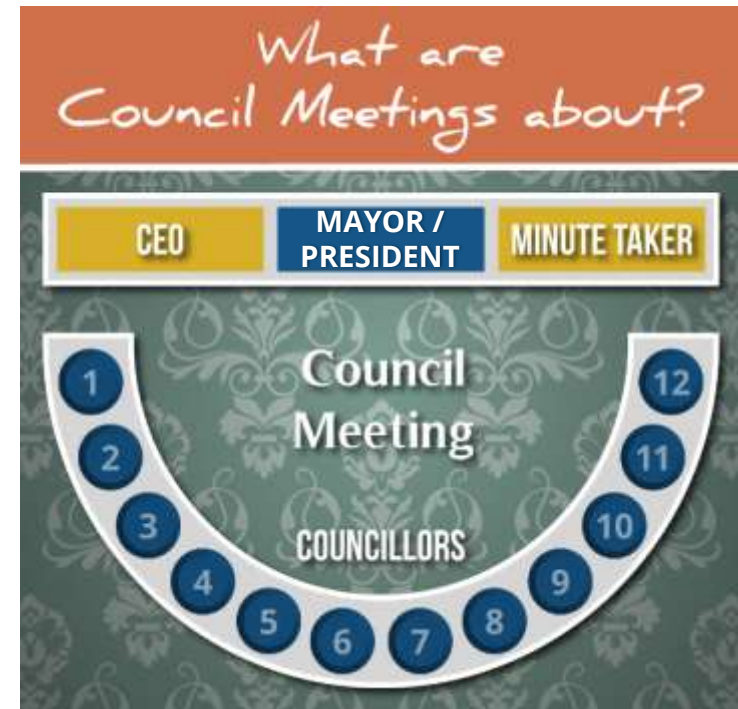 What are
Council Meetings about?
CEO
MAYOR /
PRESIDENT
MINUTE TAKER
Council
Meeting
COUNCILLORS
1
2
3
4
5
6
7
8
9
10
11
12